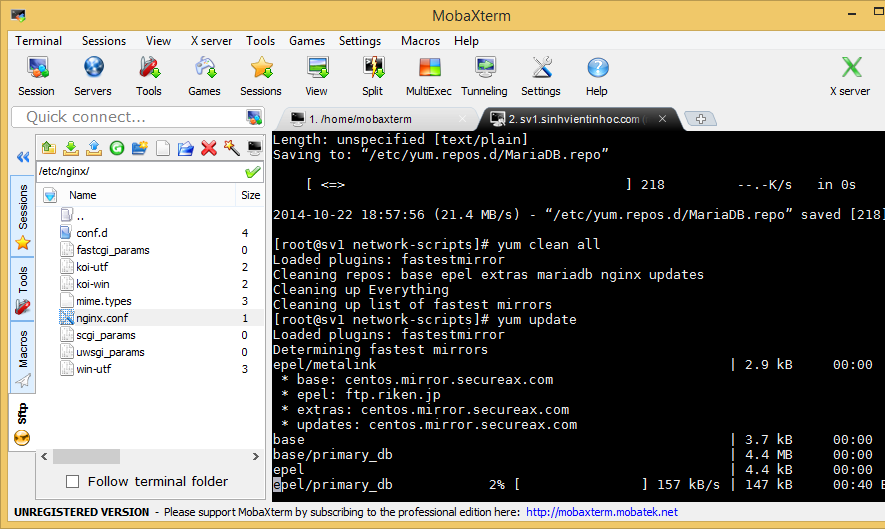 MobaXterm
Terminal Sessions View X server Tools Games Settings Macros Help
Session Servers Tools Games Sessions View Split MultiExec Tunneling Settings Help X server
Quick connect...
1. /home/mobaxterm
2. sv1.sinhvientinhoc.com
/etc/nginx/
Name Size
..
conf.d 4
fastcgi_params 0
koi-utf 2
koi-win 2
mime.types 3
nginx.conf 1
scgi_params 0
uwsgi_params 0
win-utf 3
Sessions
Tools
Macros
Sftp
Follow terminal folder
Length: unspecified [text/plain]
Saving to: “/etc/yum.repos.d/MariaDB.repo”
[ <=> ] 218 --.-K/s in 0s
2014-10-22 18:57:56 (21.4 MB/s) - “/etc/yum.repos.d/MariaDB.repo” saved [218]
[root@sv1 network-scripts]# yum clean all
Loaded plugins: fastestmirror
Cleaning repos: base epel extras mariadb nginx updates
Cleaning up Everything
Cleaning up list of fastest mirrors
[root@sv1 network-scripts]# yum update
Loaded plugins: fastestmirror
Determining fastest mirrors
epel/metalink | 2.9 kB 00:00
* base: centos.mirror.secureax.com
* epel: ftp.riken.jp
* extras: centos.mirror.secureax.com
* updates: centos.mirror.secureax.com
base | 3.7 kB 00:00
base/primary_db | 4.4 MB 00:00
epel | 4.4 kB 00:00
epel/primary_db 2% [ ] 157 kB/s | 147 kB 00:40 E
UNREGISTERED VERSION - Please support MobaXterm by subscribing to the professional edition here: http://mobaxterm.mobatek.net